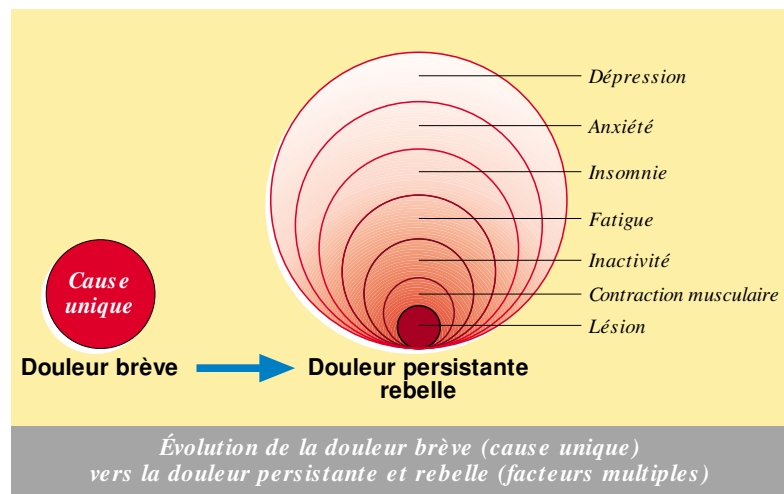 Dépression
Anxiété
Insomnie
Fatigue
Inactivité
Contraction musculaire
Lésion
Cause
unique
Douleur brève
Douleur persistante
rebelle
Évolution de la douleur brève (cause unique)
vers la douleur persistante et rebelle (facteurs multiples)